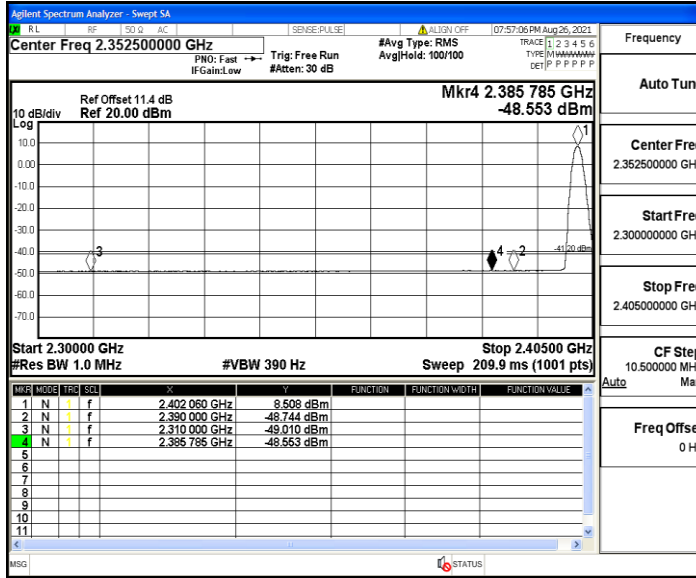 Agilent Spectrum Analyzer - Swept SA
RL RF 50 Ω AC SENSE:PULSE ALIGN OFF 07:57:06 PM Aug 26, 2021
Center Freq 2.352500000 GHz
PNO: Fast
IFGain:Low
Trig: Free Run
#Atten: 30 dB
#Avg Type: RMS
Avg|Hold: 100/100
TRACE 1 2 3 4 5 6
TYPE MWWWWW
DET P P P P P P
Frequency
Auto Tun
Center Fre
2.352500000 GH
Start Fre
2.300000000 GH
Stop Fre
2.405000000 GH
CF Ste
10.500000 MH
Auto Ma
Freq Offse
0 H
Ref Offset 11.4 dB
10 dB/div Ref 20.00 dBm
Log
Mkr4 2.385 785 GHz
-48.553 dBm
10.0
0.00
-10.0
-20.0
-30.0
-40.0
-50.0
-60.0
-70.0
1
3
4
2
-41.20 dBm
Start 2.30000 GHz Stop 2.40500 GHz
#Res BW 1.0 MHz #VBW 390 Hz Sweep 209.9 ms (1001 pts)
MKR MODE TRC SCL X Y FUNCTION FUNCTION WIDTH FUNCTION VALUE
1 N 1 f 2.402 060 GHz 8.508 dBm
2 N 1 f 2.390 000 GHz -48.744 dBm
3 N 1 f 2.310 000 GHz -49.010 dBm
4 N 1 f 2.385 785 GHz -48.553 dBm
5
6
7
8
9
10
11
MSG STATUS